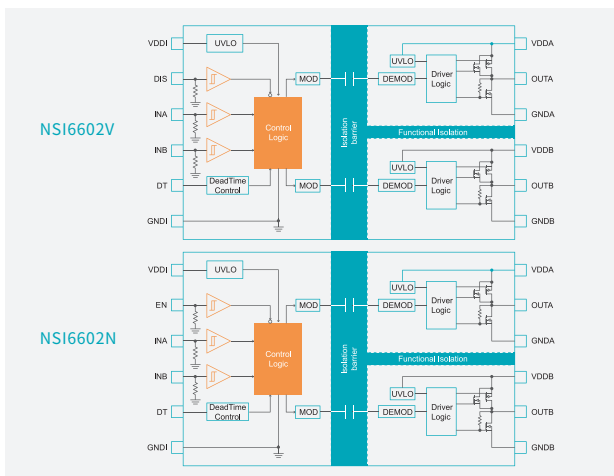 NSI6602V
VDDI
DIS
INA
INB
DT
GNDI
UVLO
DeadTime
Control
Control
Logic
MOD
MOD
Isolation
barrier
Functional Isolation
UVLO
DEMOD
Driver
Logic
UVLO
DEMOD
Driver
Logic
VDDA
OUTA
GNDA
VDDB
OUTB
GNDB
NSI6602N
VDDI
EN
INA
INB
DT
GNDI
UVLO
DeadTime
Control
Control
Logic
MOD
MOD
Isolation
barrier
Functional Isolation
UVLO
DEMOD
Driver
Logic
UVLO
DEMOD
Driver
Logic
VDDA
OUTA
GNDA
VDDB
OUTB
GNDB